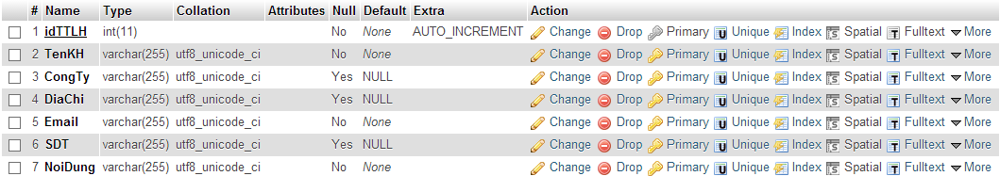 # Name Type Collation Attributes Null Default Extra Action
1 idTTLH int(11) No None AUTO_INCREMENT Change Drop Primary Unique Index Spatial Fulltext More
2 TenKH varchar(255) utf8_unicode_ci No None Change Drop Primary Unique Index Spatial Fulltext More
3 CongTy varchar(255) utf8_unicode_ci Yes NULL Change Drop Primary Unique Index Spatial Fulltext More
4 DiaChi varchar(255) utf8_unicode_ci Yes NULL Change Drop Primary Unique Index Spatial Fulltext More
5 Email varchar(255) utf8_unicode_ci No None Change Drop Primary Unique Index Spatial Fulltext More
6 SDT varchar(255) utf8_unicode_ci Yes NULL Change Drop Primary Unique Index Spatial Fulltext More
7 NoiDung varchar(255) utf8_unicode_ci No None Change Drop Primary Unique Index Spatial Fulltext More